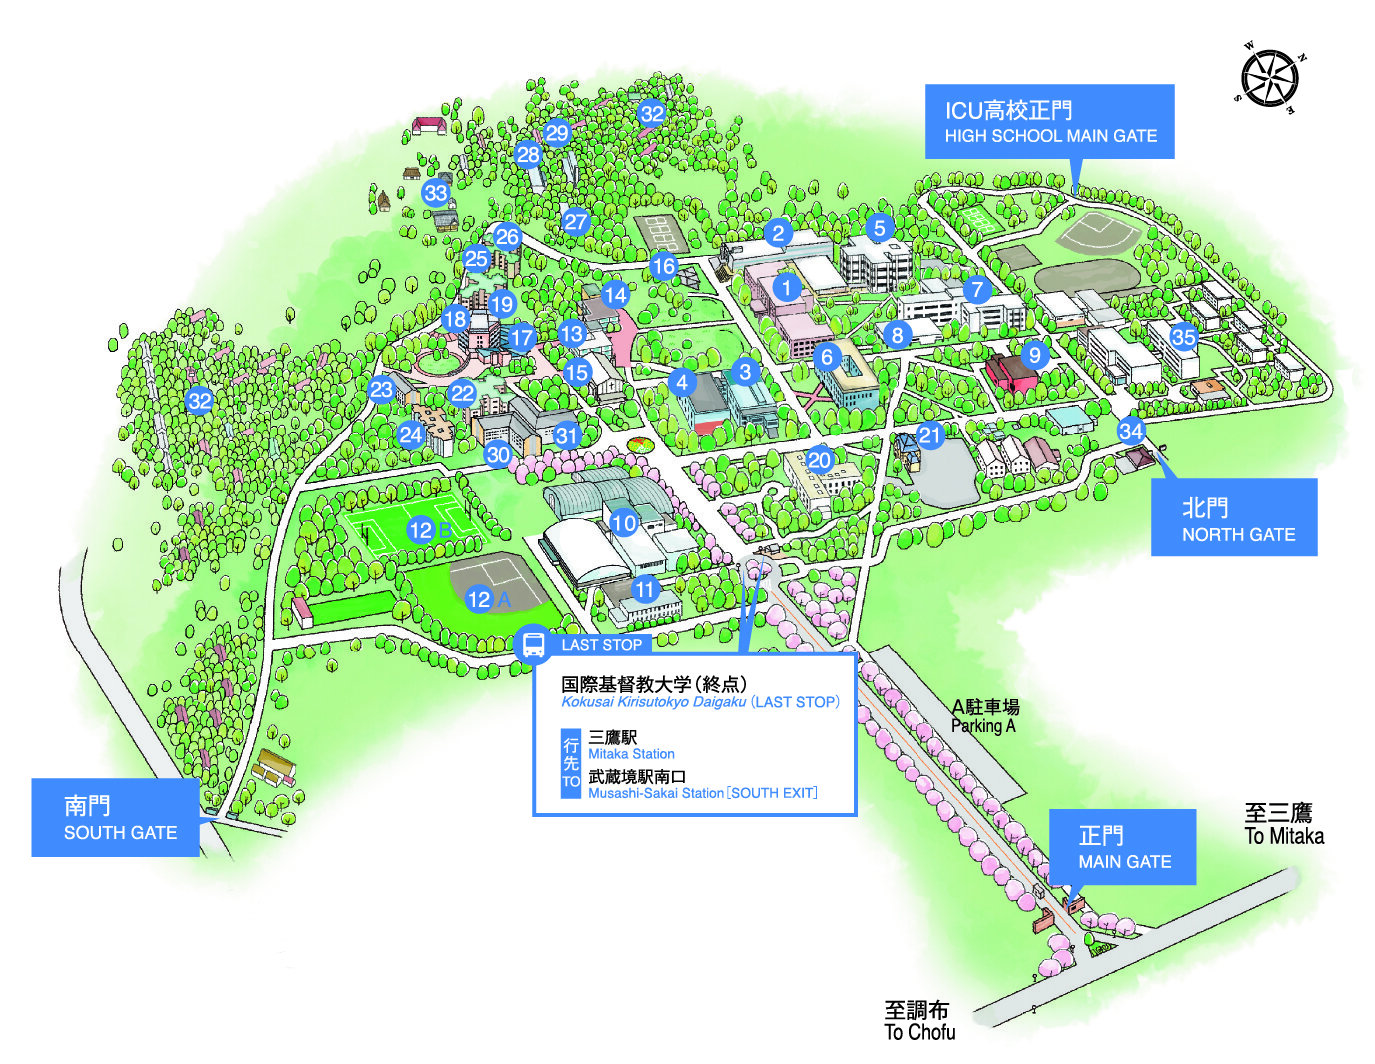 W
N
S
E
ICU高校正門
HIGH SCHOOL MAIN GATE
32
29
28
33
27
26
25
2
5
16
1
7
19
14
18
17
13
8
6
9
35
15
3
4
23
32
22
24
31
30
34
21
20
北門
NORTH GATE
10
12 B
12 A
11
LAST STOP
国際基督教大学(終点)
Kokusai Kirisutokyo Daigaku (LAST STOP)
行先 TO
三鷹駅
Mitaka Station
武蔵境駅南口
Musashi-Sakai Station [SOUTH EXIT]
A駐車場
Parking A
南門
SOUTH GATE
正門
MAIN GATE
至三鷹
To Mitaka
至調布
To Chofu